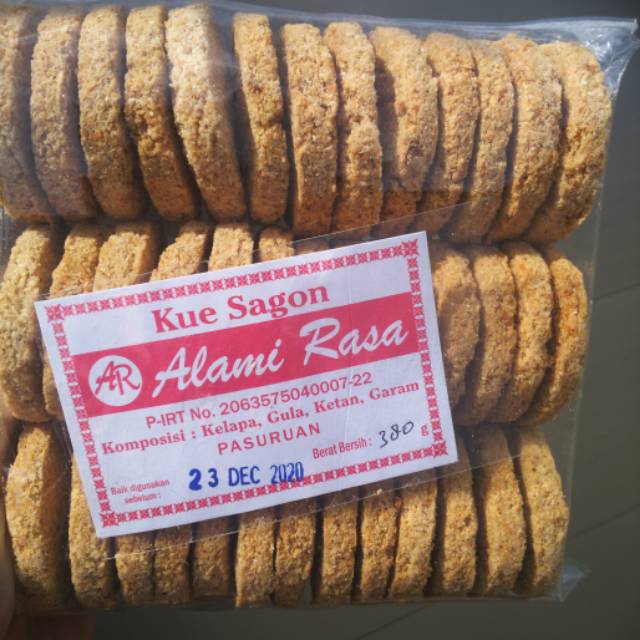 Kue Sagon
AR Alami Rasa
P-IRT No. 2063575040007-22
Komposisi : Kelapa, Gula, Ketan, Garam
PASURUAN
Berat Bersih : 380 g
Baik digunakan
sebelum :
23 DEC 2020